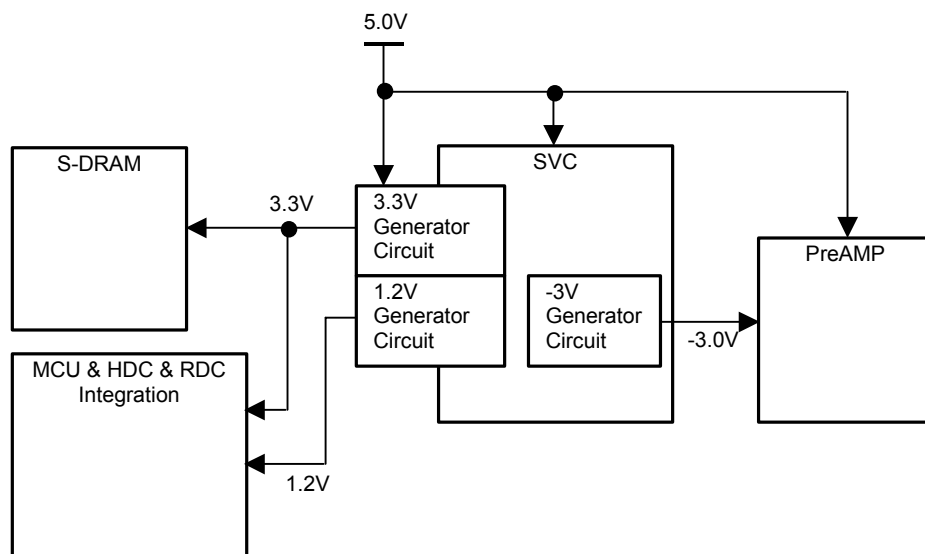 5.0V
S-DRAM
SVC
3.3V
3.3V
Generator
Circuit
PreAMP
1.2V
Generator
Circuit
-3V
Generator
Circuit
-3.0V
MCU & HDC & RDC
Integration
1.2V